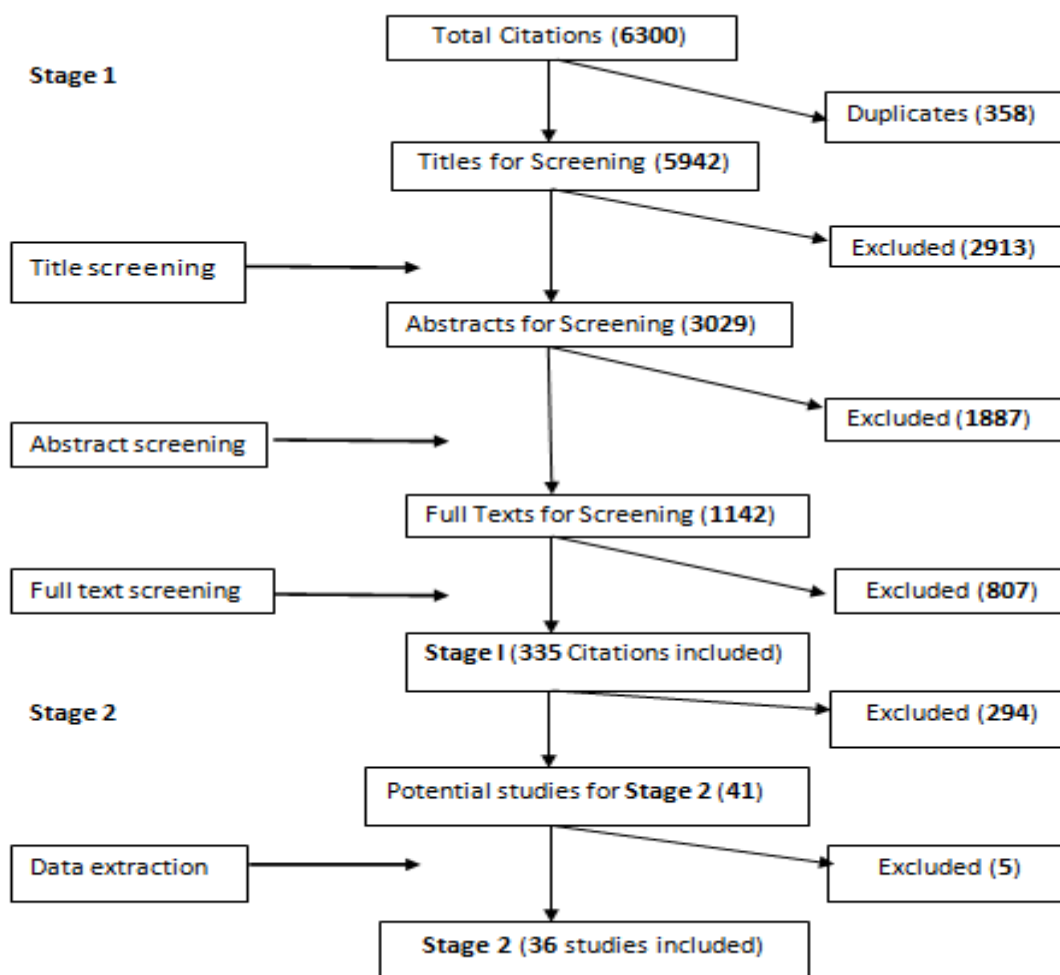 Total Citations (6300)
Stage 1
Duplicates (358)
Titles for Screening (5942)
Excluded (2913)
Title screening
Abstracts for Screening (3029)
Excluded (1887)
Abstract screening
Full Texts for Screening (1142)
Full text screening
Excluded (807)
Stage I (335 Citations included)
Stage 2
Excluded (294)
Potential studies for Stage 2 (41)
Data extraction
Excluded (5)
Stage 2 (36 studies included)